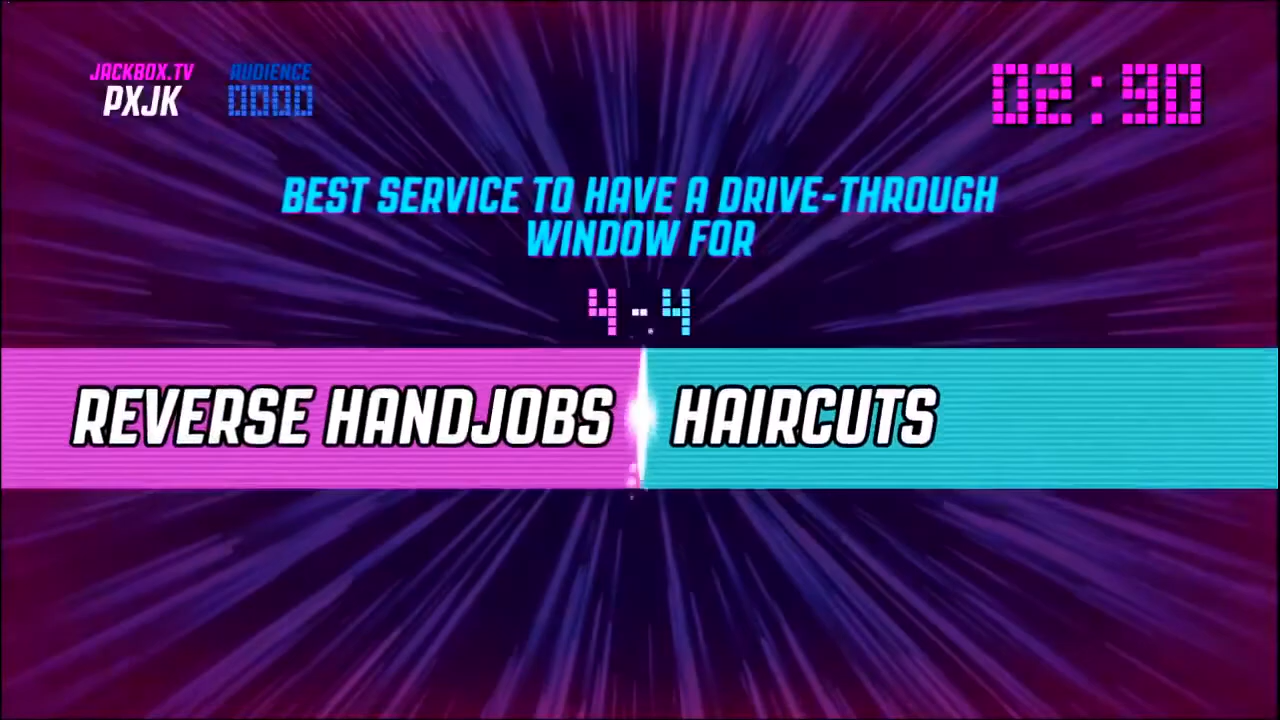 JACKBOX.TV
PXJK
AUDIENCE
0000
02:90
BEST SERVICE TO HAVE A DRIVE-THROUGH
WINDOW FOR
4-4
REVERSE HANDJOBS
HAIRCUTS